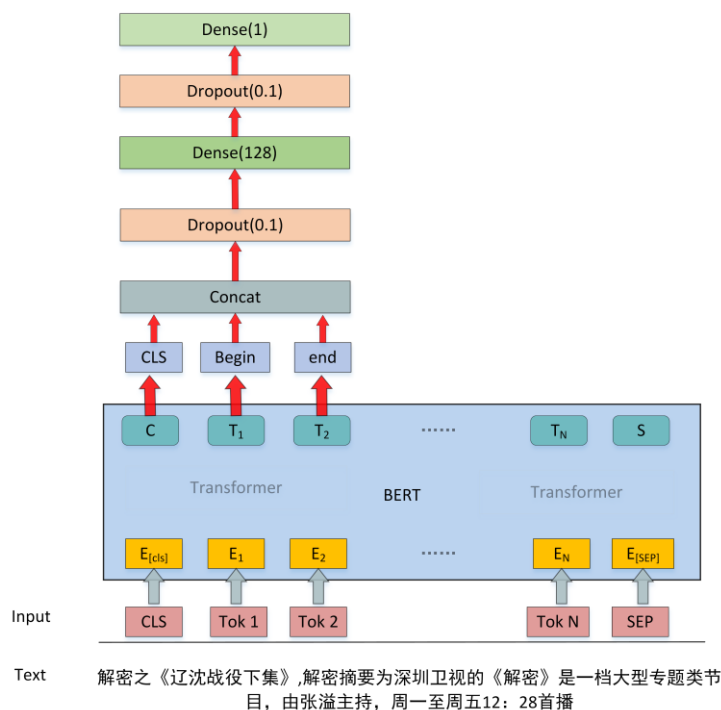 Dense(1)
Dropout(0.1)
Dense(128)
Dropout(0.1)
Concat
CLS Begin end
C T1 T2 ······ TN S
Transformer BERT Transformer
E[cls] E1 E2 ······ EN E[SEP]
Input CLS Tok 1 Tok 2 Tok N SEP
Text 解密之《辽沈战役下集》,解密摘要为深圳卫视的《解密》是一档大型专题类节
目，由张溢主持，周一至周五12：28首播